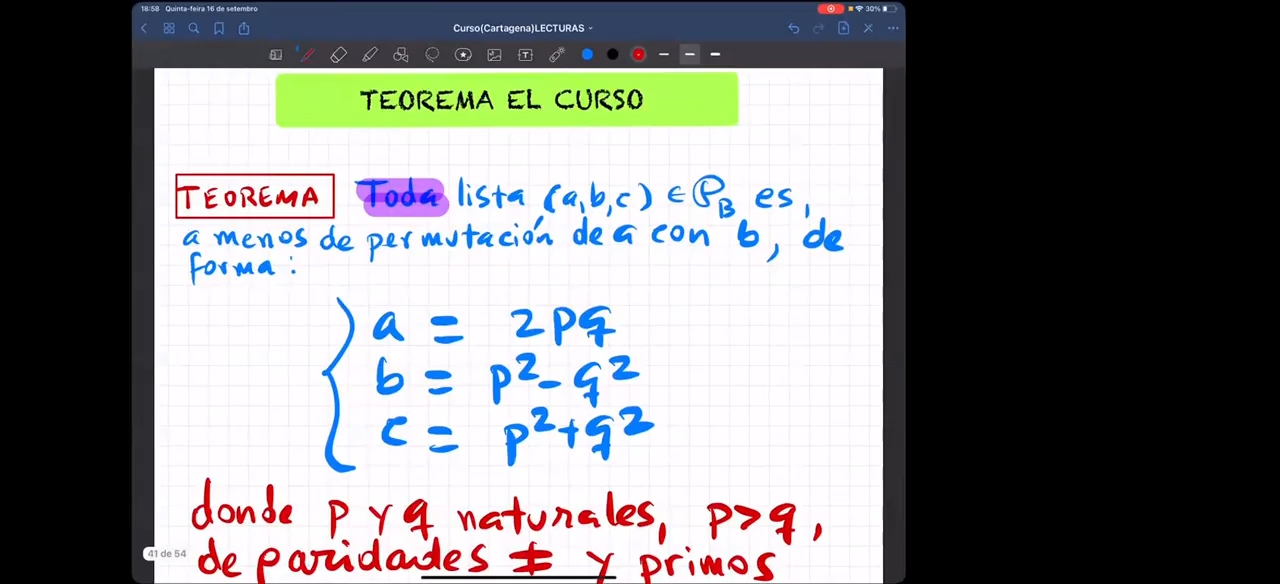 18:58 Quinta-feira 16 de setembro
30%
Curso(Cartagena)LECTURAS
TEOREMA EL CURSO
TEOREMA Toda lista (a,b,c) ∈ P_B es,
a menos de permutación de a con b, de
forma:
a = 2pq
b = p²-q²
c = p²+q²
donde p y q naturales, p>q,
41 de 54
de paridades ≠ y primos